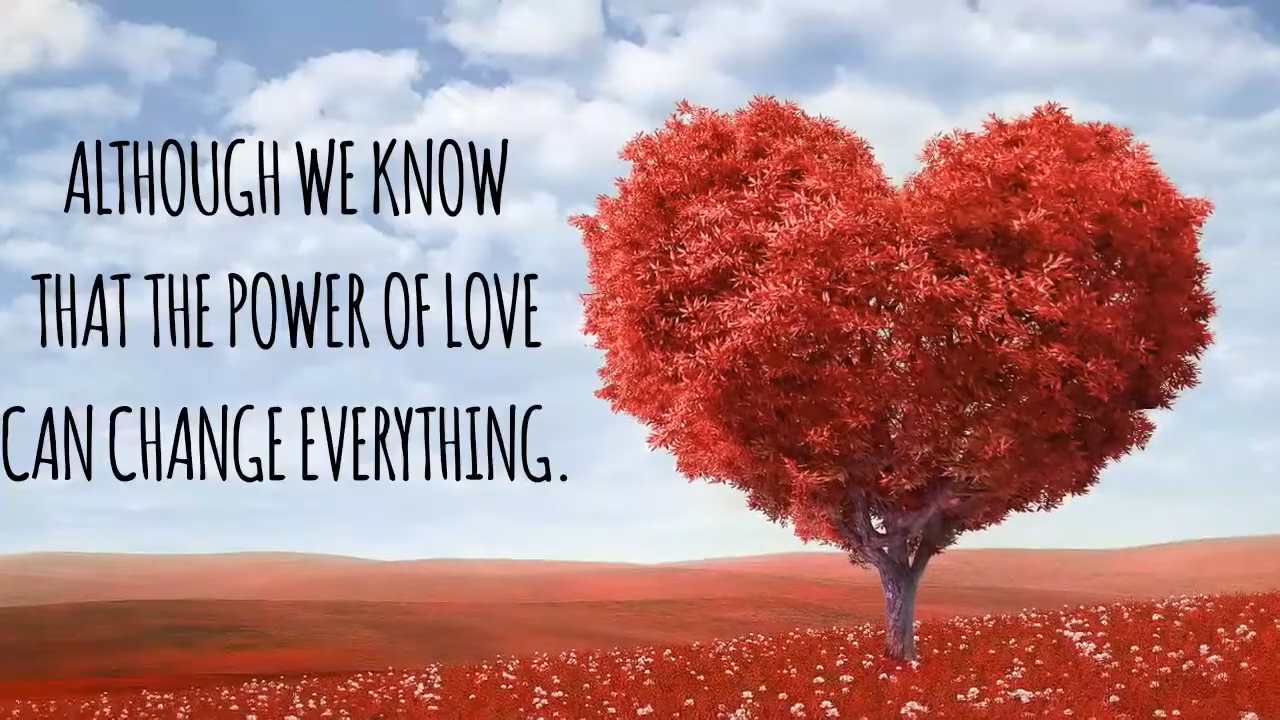 ALTHOUGH WE KNOW
THAT THE POWER OF LOVE
CAN CHANGE EVERYTHING.